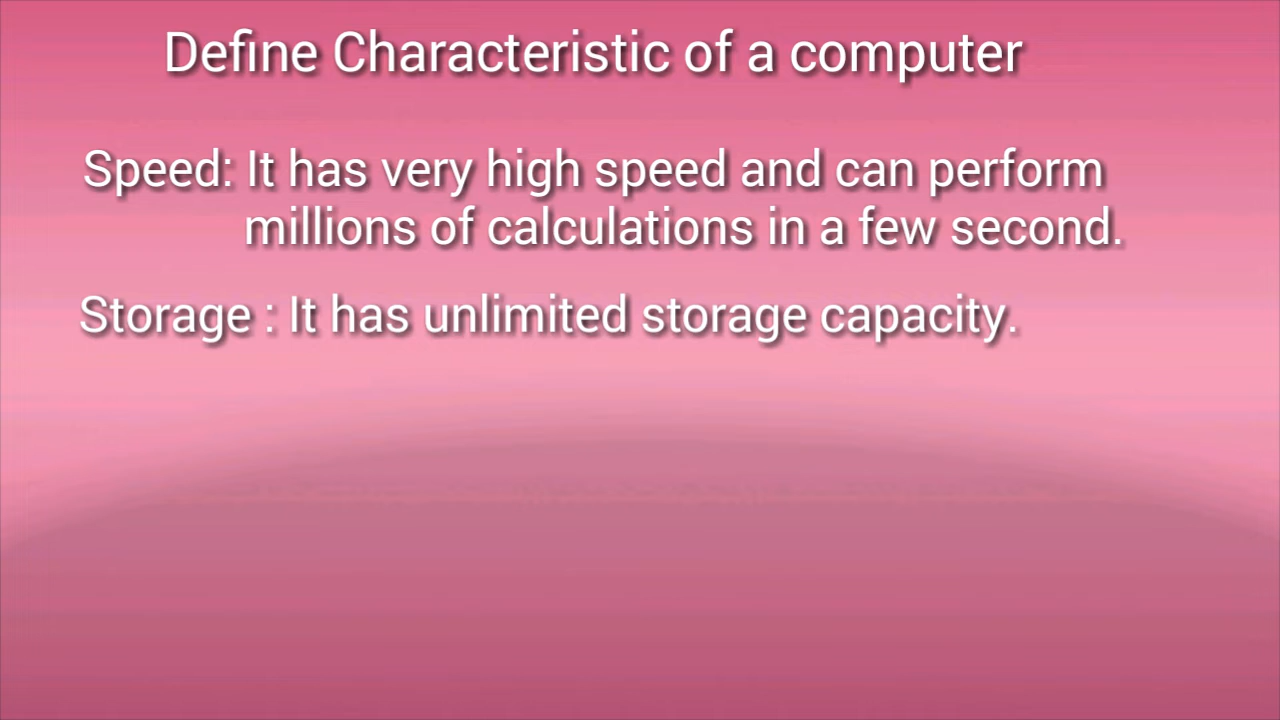 Define Characteristic of a computer
Speed: It has very high speed and can perform
millions of calculations in a few second.
Storage : It has unlimited storage capacity.